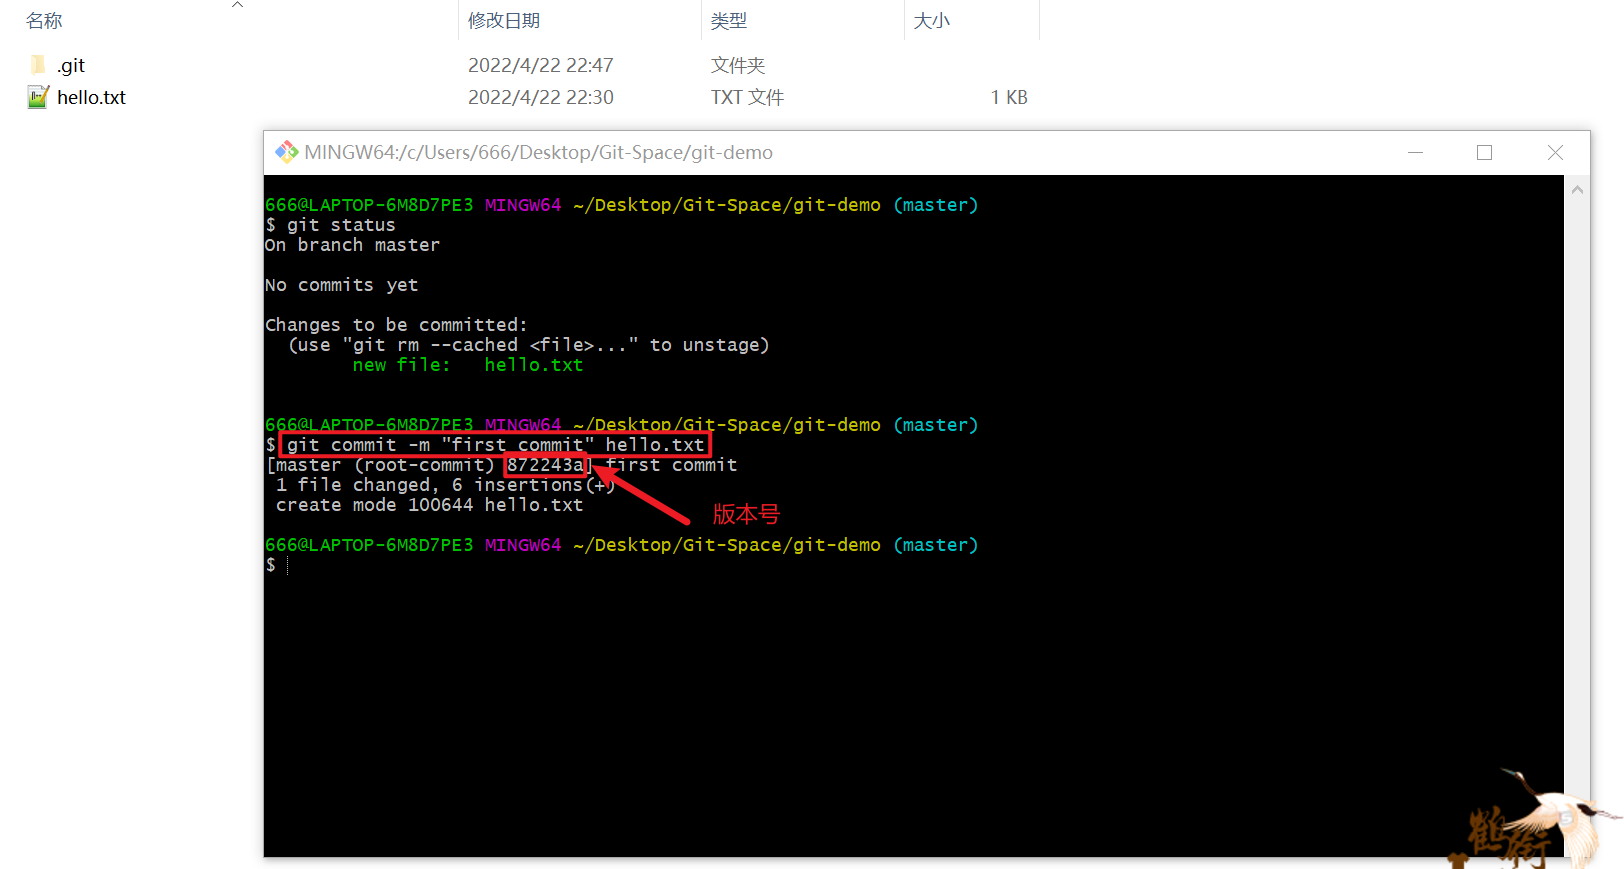 名称 修改日期 类型 大小
.git 2022/4/22 22:47 文件夹
hello.txt 2022/4/22 22:30 TXT 文件 1 KB
MINGW64:/c/Users/666/Desktop/Git-Space/git-demo
666@LAPTOP-6M8D7PE3 MINGW64 ~/Desktop/Git-Space/git-demo (master)
$ git status
On branch master
No commits yet
Changes to be committed:
(use "git rm --cached <file>..." to unstage)
new file: hello.txt
666@LAPTOP-6M8D7PE3 MINGW64 ~/Desktop/Git-Space/git-demo (master)
$ git commit -m "first commit" hello.txt
[master (root-commit) 872243a] first commit
1 file changed, 6 insertions(+)
create mode 100644 hello.txt
版本号
666@LAPTOP-6M8D7PE3 MINGW64 ~/Desktop/Git-Space/git-demo (master)
$